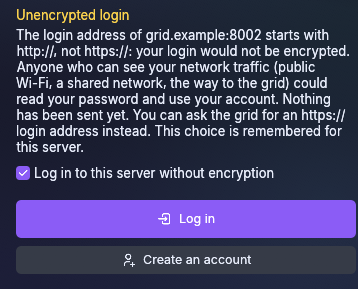 Unencrypted login
The login address of grid.example:8002 starts with
http://, not https://: your login would not be encrypted.
Anyone who can see your network traffic (public
Wi-Fi, a shared network, the way to the grid) could
read your password and use your account. Nothing
has been sent yet. You can ask the grid for an https://
login address instead. This choice is remembered for
this server.
Log in to this server without encryption
Log in
Create an account